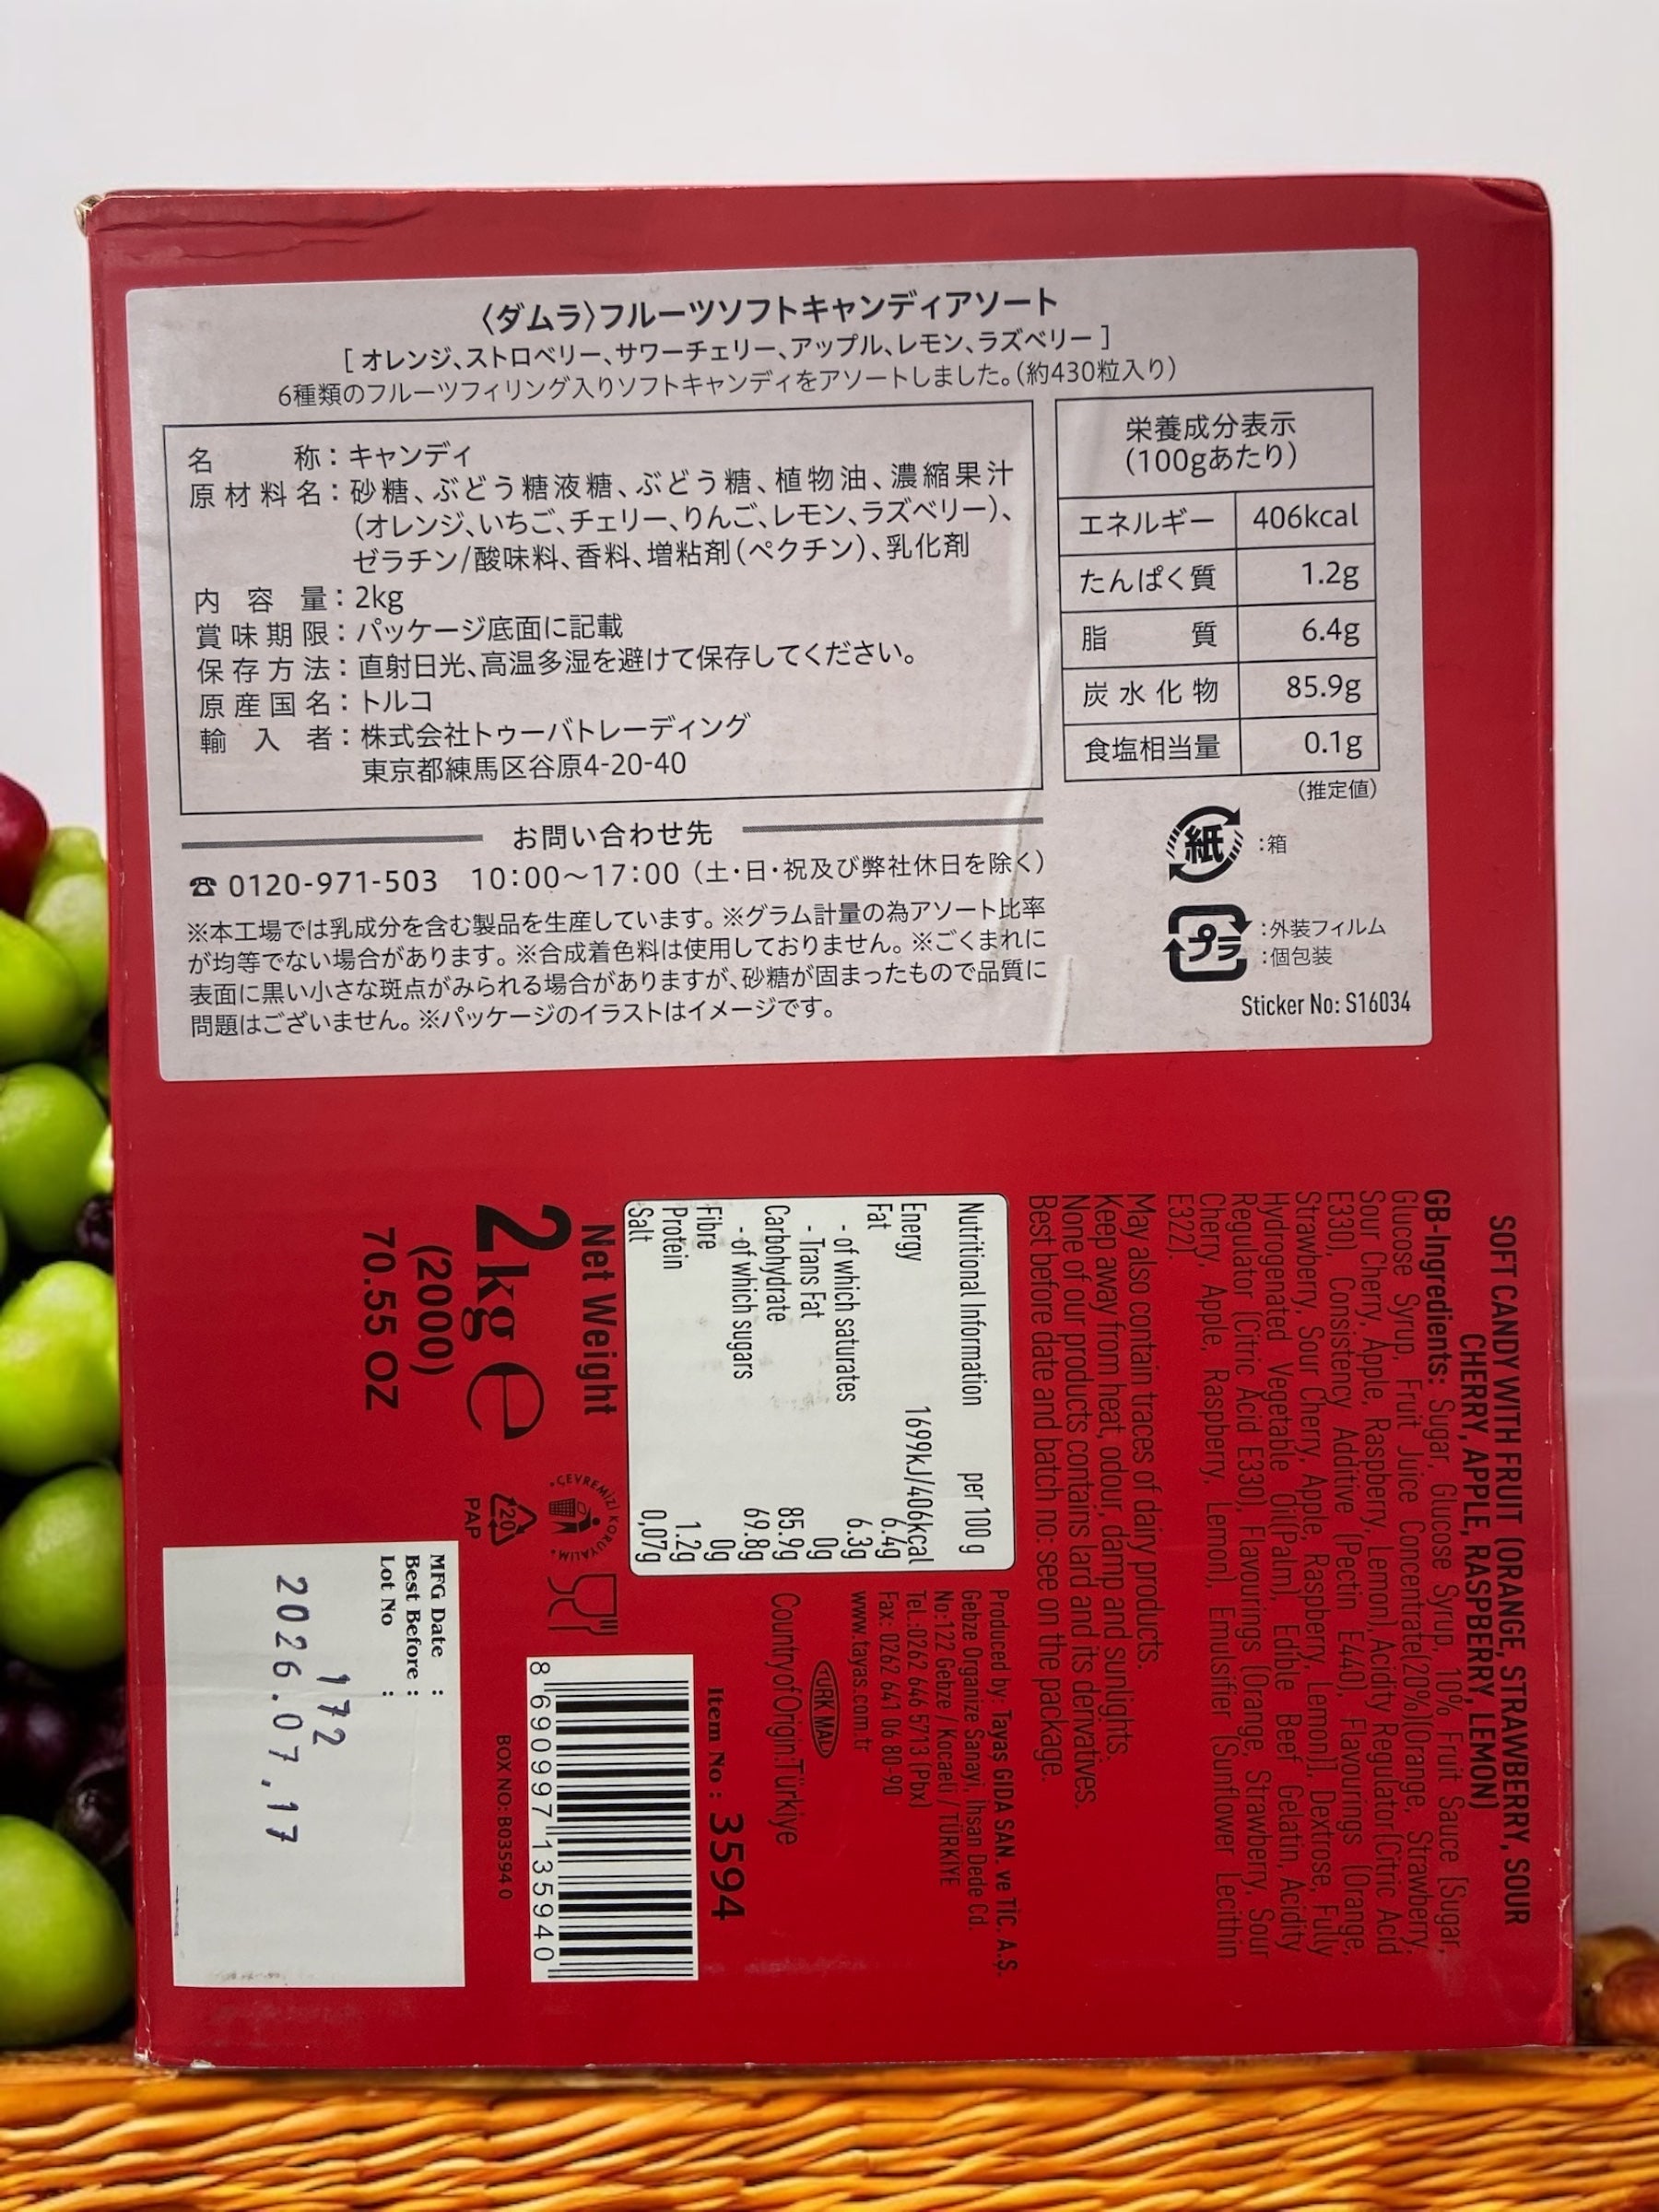 〈ダムラ〉フルーツソフトキャンディアソート
[ オレンジ、ストロベリー、サワーチェリー、アップル、レモン、ラズベリー ]
6種類のフルーツフィリング入りソフトキャンディをアソートしました。(約430粒入り)
名称:キャンディ
原材料名:砂糖、ぶどう糖液糖、ぶどう糖、植物油、濃縮果汁
(オレンジ、いちご、チェリー、りんご、レモン、ラズベリー)、
ゼラチン/酸味料、香料、増粘剤(ペクチン)、乳化剤
内容量:2kg
賞味期限:パッケージ底面に記載
保存方法:直射日光、高温多湿を避けて保存してください。
原産国名:トルコ
輸入者:株式会社トゥーバトレーディング
東京都練馬区谷原4-20-40
栄養成分表示
(100gあたり)
エネルギー 406kcal
たんぱく質 1.2g
脂質 6.4g
炭水化物 85.9g
食塩相当量 0.1g
(推定値)
お問い合わせ先
☎ 0120-971-503 10:00〜17:00(土・日・祝及び弊社休日を除く)
※本工場では乳成分を含む製品を生産しています。※グラム計量の為アソート比率
が均等でない場合があります。※合成着色料は使用しておりません。※ごくまれに
表面に黒い小さな斑点がみられる場合がありますが、砂糖が固まったもので品質に
問題はございません。※パッケージのイラストはイメージです。
紙 :箱
プラ :外装フィルム
:個包装
Sticker No: S16034
SOFT CANDY WITH FRUIT (ORANGE, STRAWBERRY, SOUR
CHERRY, APPLE, RASPBERRY, LEMON)
GB-Ingredients: Sugar, Glucose Syrup, 10% Fruit Sauce [Sugar,
Glucose Syrup, Fruit Juice Concentrate(20%)(Orange, Strawberry,
Sour Cherry, Apple, Raspberry, Lemon),Acidity Regulator(Citric Acid
E330), Consistency Additive (Pectin E440), Flavourings (Orange,
Strawberry, Sour Cherry, Apple, Raspberry, Lemon)], Dextrose, Fully
Hydrogenated Vegetable Oil(Palm), Edible Beef Gelatin, Acidity
Regulator (Citric Acid E330), Flavourings (Orange, Strawberry, Sour
Cherry, Apple, Raspberry, Lemon), Emulsifier (Sunflower Lecithin
E322).
May also contain traces of dairy products.
Keep away from heat, odour, damp and sunlights.
None of our products contains lard and its derivatives.
Best before date and batch no: see on the package.
Nutritional Information per 100 g
Energy 1699kJ/406kcal
Fat 6.4g
- of which saturates 6.3g
- Trans Fat 0g
Carbohydrate 85.9g
- of which sugars 69.8g
Fibre 0g
Protein 1.2g
Salt 0,07g
Produced by: Tayaş GIDA SAN. ve TİC. A.Ş.
Gebze Organize Sanayi, İhsan Dede Cd.
No:122 Gebze / Kocaeli / TÜRKİYE
Tel.:0262 646 5713 (Pbx)
Fax: 0262 641 06 80-90
www.tayas.com.tr
TÜRK MALI
Country of Origin:Türkiye
Net Weight
2kg e
(2000)
70.55 OZ
ÇEVREMİZİ KORUYALIM
20
PAP
Item No : 3594
8 690997 135940
BOX NO: B03594 0
MFG Date :
Best Before :
Lot No :
172
2026.07,17